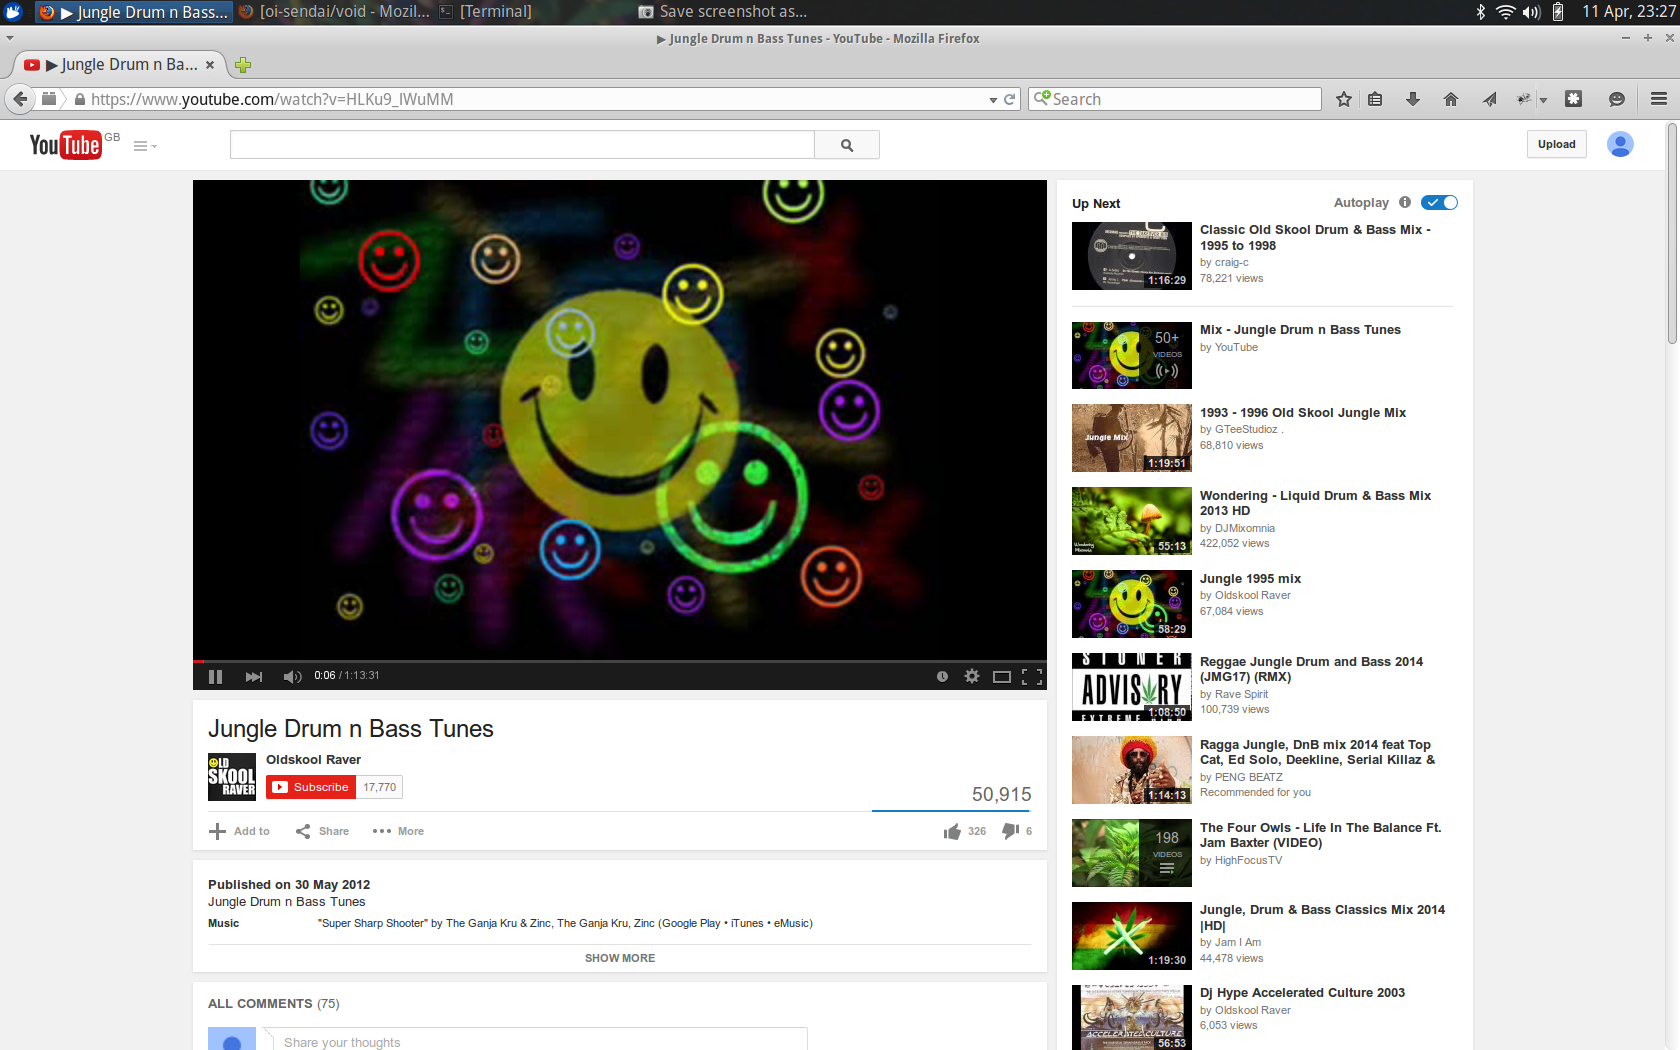 ▶ Jungle Drum n Bass...
[oi-sendai/void - Mozil...
[Terminal]
Save screenshot as...
11 Apr, 23:27
▶ Jungle Drum n Bass Tunes - YouTube - Mozilla Firefox
▶ Jungle Drum n Ba...
https://www.youtube.com/watch?v=HLKu9_lWuMM
Search
YouTube GB
Upload
0:06 / 1:13:31
Jungle Drum n Bass Tunes
OLD SKOOL RAVER
Oldskool Raver
Subscribe 17,770
50,915
Add to Share More
326 6
Published on 30 May 2012
Jungle Drum n Bass Tunes
Music "Super Sharp Shooter" by The Ganja Kru & Zinc, The Ganja Kru, Zinc (Google Play • iTunes • eMusic)
SHOW MORE
ALL COMMENTS (75)
Share your thoughts
Up Next
Autoplay
1:16:29
Classic Old Skool Drum & Bass Mix -
1995 to 1998
by craig-c
78,221 views
50+
VIDEOS
Mix - Jungle Drum n Bass Tunes
by YouTube
Jungle Mix
1:19:51
1993 - 1996 Old Skool Jungle Mix
by GTeeStudioz .
68,810 views
Wondering
Mixomnia
55:13
Wondering - Liquid Drum & Bass Mix
2013 HD
by DJMixomnia
422,052 views
58:29
Jungle 1995 mix
by Oldskool Raver
67,084 views
STONER
ADVISORY
1:08:50
Reggae Jungle Drum and Bass 2014
(JMG17) (RMX)
by Rave Spirit
100,739 views
1:14:13
Ragga Jungle, DnB mix 2014 feat Top
Cat, Ed Solo, Deekline, Serial Killaz &
by PENG BEATZ
Recommended for you
198
VIDEOS
The Four Owls - Life In The Balance Ft.
Jam Baxter (VIDEO)
by HighFocusTV
1:19:30
Jungle, Drum & Bass Classics Mix 2014
|HD|
by Jam I Am
44,478 views
ACCELERATED CULTURE
56:53
Dj Hype Accelerated Culture 2003
by Oldskool Raver
6,053 views